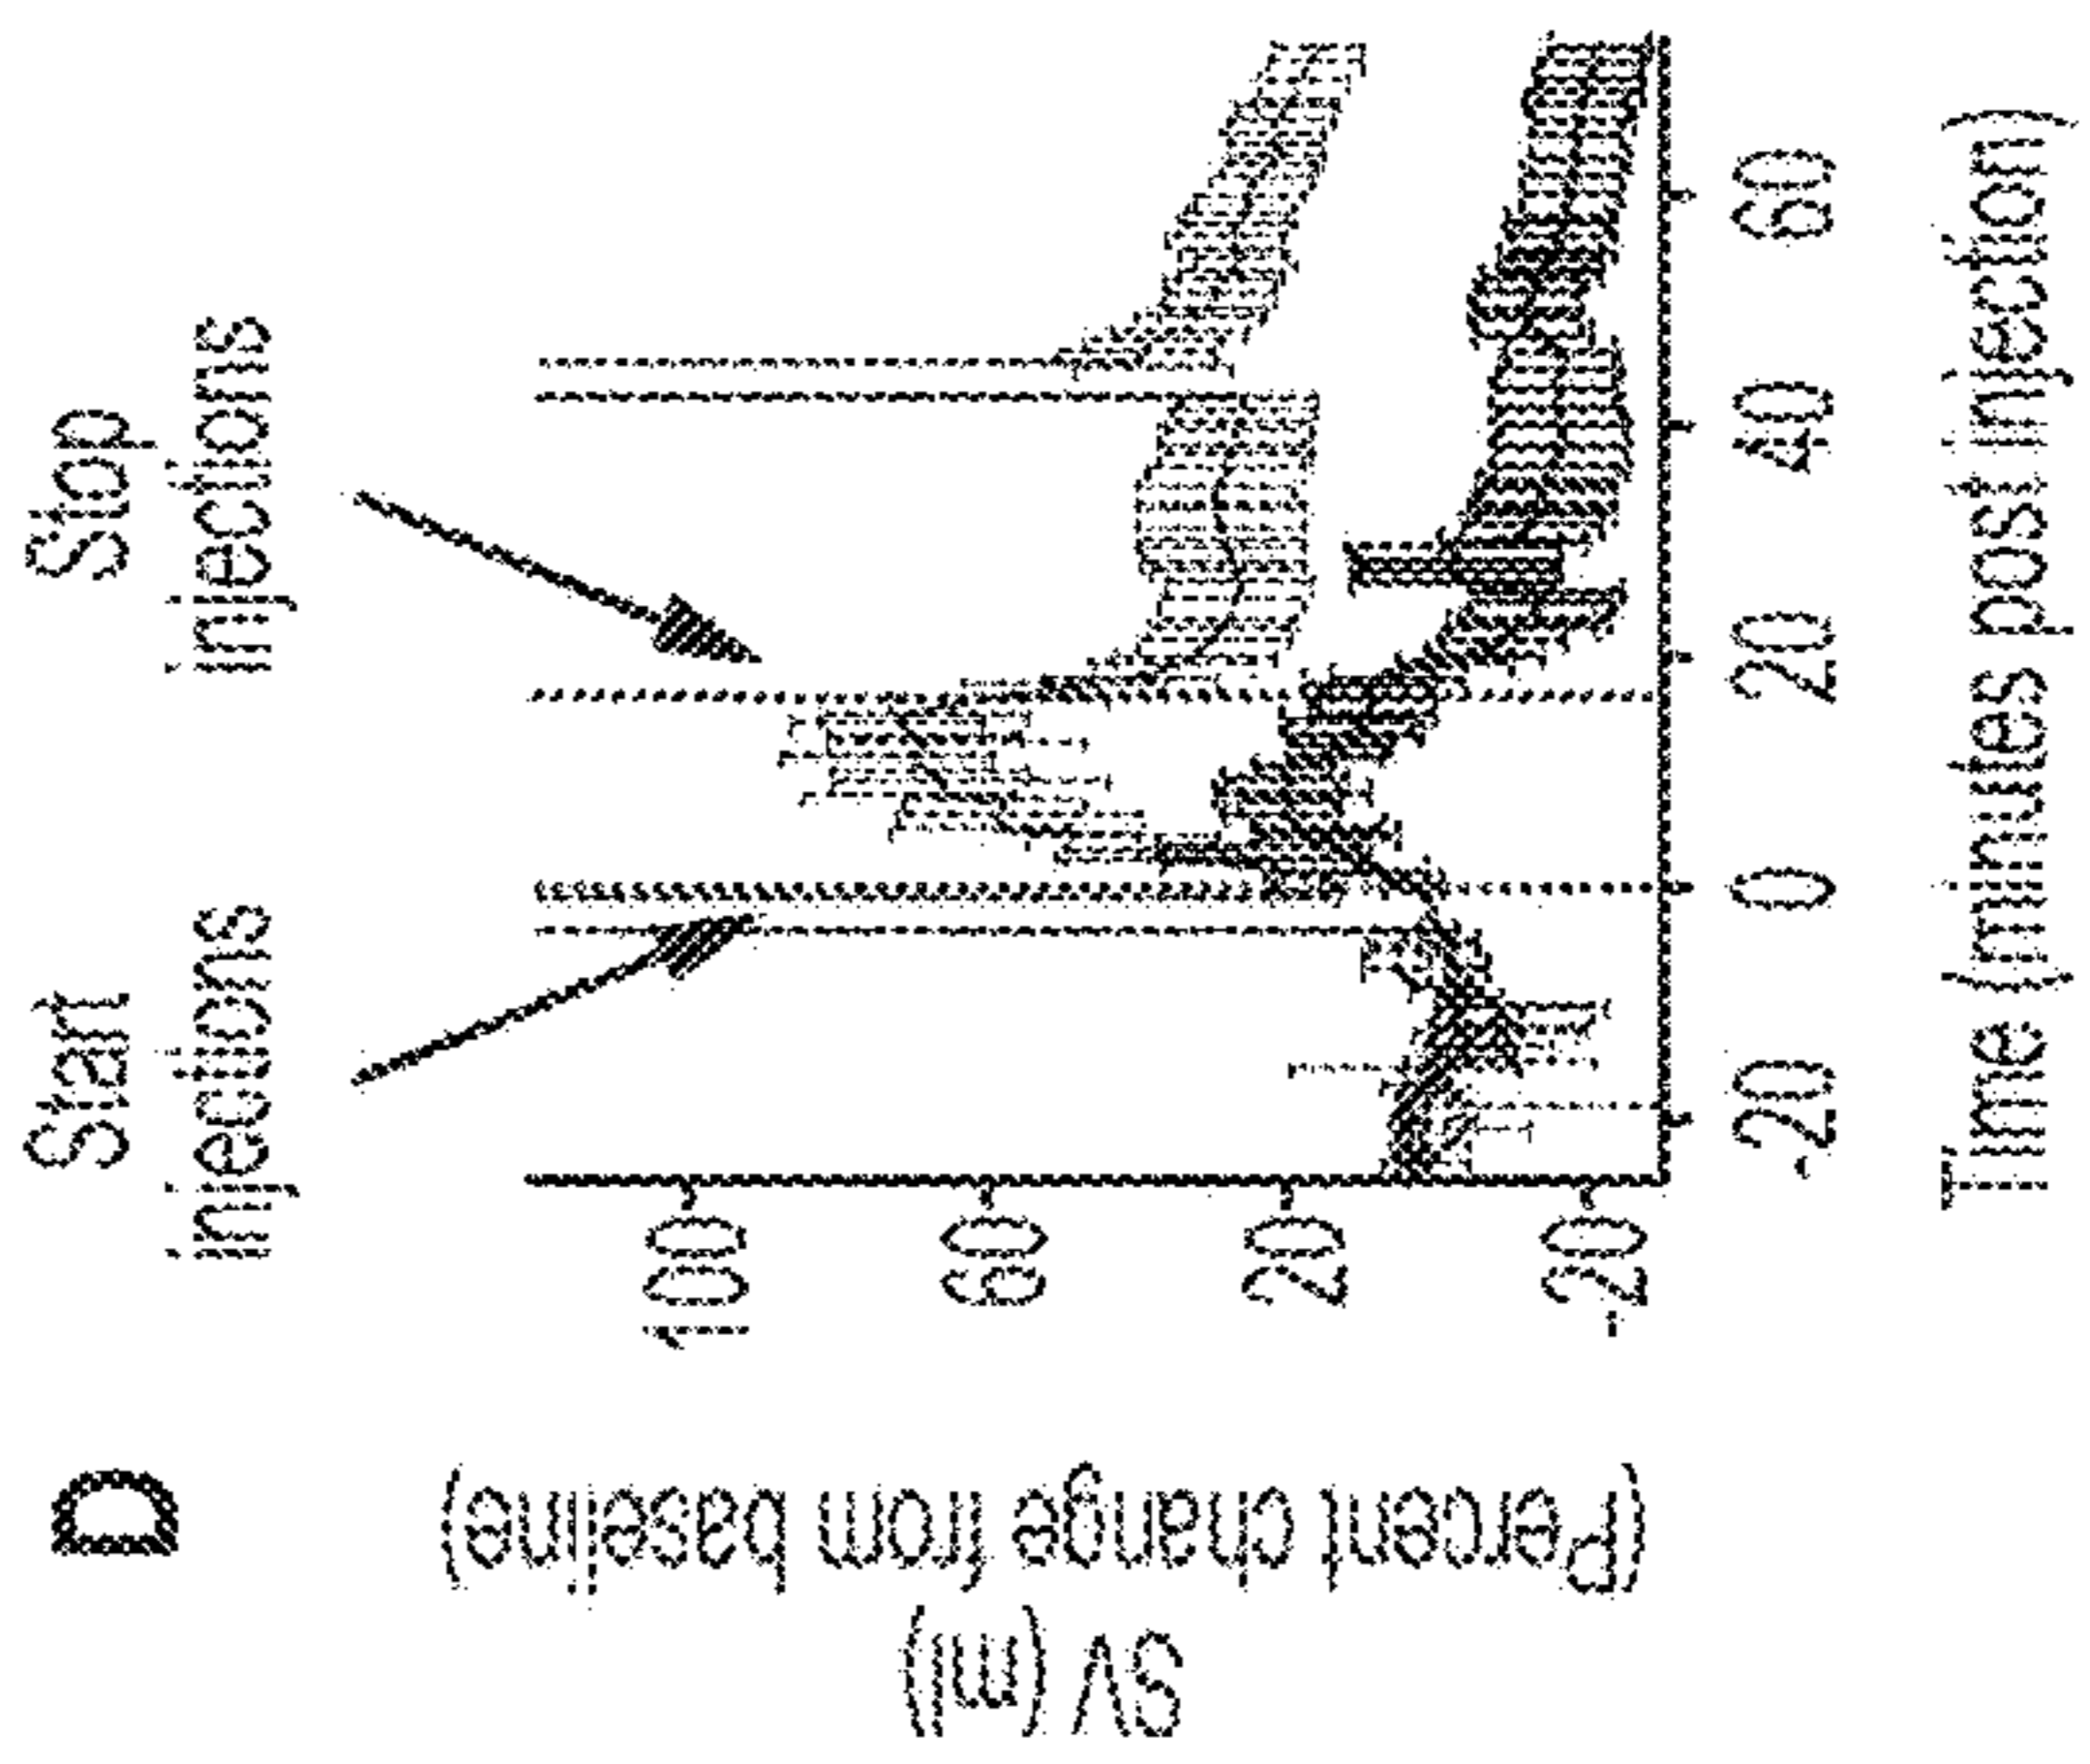 D
Start
injections
Stop
injections
SV (ml)
(Percent change from baseline)
100
60
20
-20
-20
0
20
40
60
Time (minutes post injection)